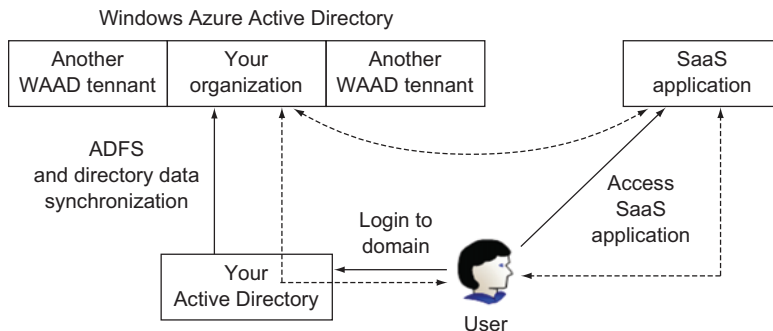 Windows Azure Active Directory
Another
WAAD tennant
Your
organization
Another
WAAD tennant
SaaS
application
ADFS
and directory data
synchronization
Access
SaaS
application
Login to
domain
Your
Active Directory
User